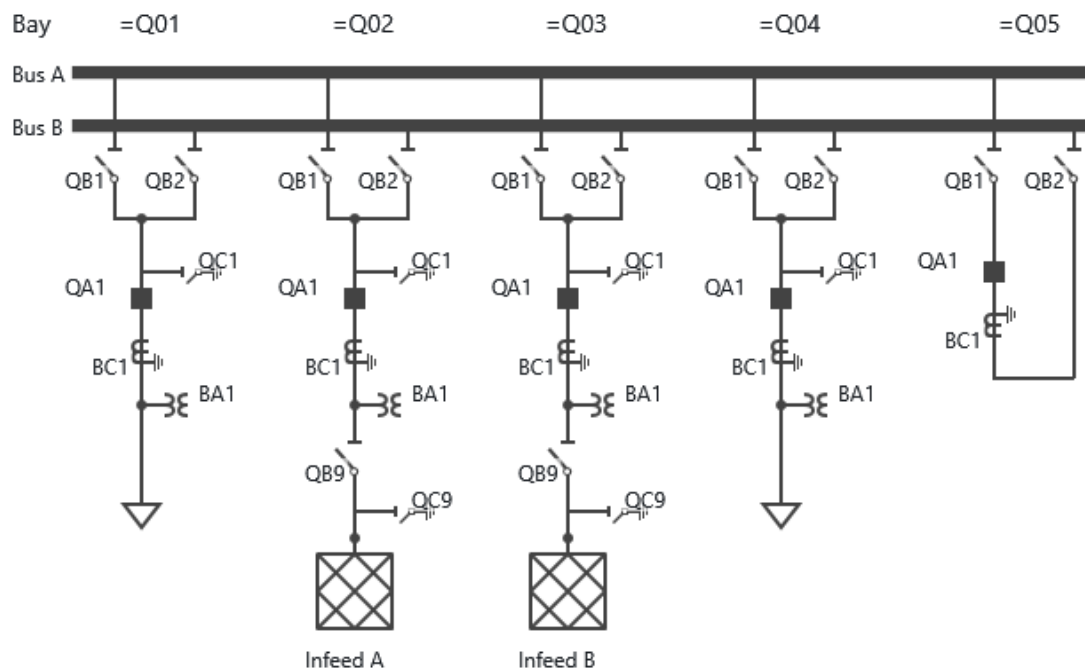 Bay =Q01 =Q02 =Q03 =Q04 =Q05
Bus A
Bus B
QB1 QB2 QB1 QB2 QB1 QB2 QB1 QB2 QB1 QB2
QC1 QC1 QC1 QC1
QA1 QA1 QA1 QA1 QA1
BC1 BC1 BC1 BC1 BC1
BA1 BA1 BA1 BA1
QB9 QB9
QC9 QC9
Infeed A Infeed B